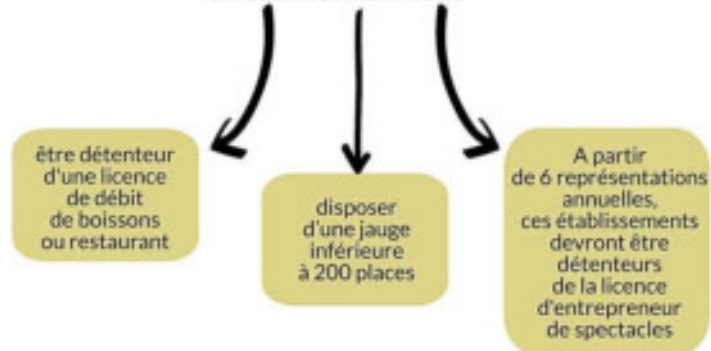 être détenteur
d'une licence
de débit
de boissons
ou restaurant
disposer
d'une jauge
inférieure
à 200 places
A partir
de 6 représentations
annuelles,
ces établissements
devront être
détenteurs
de la licence
d'entrepreneur
de spectacles